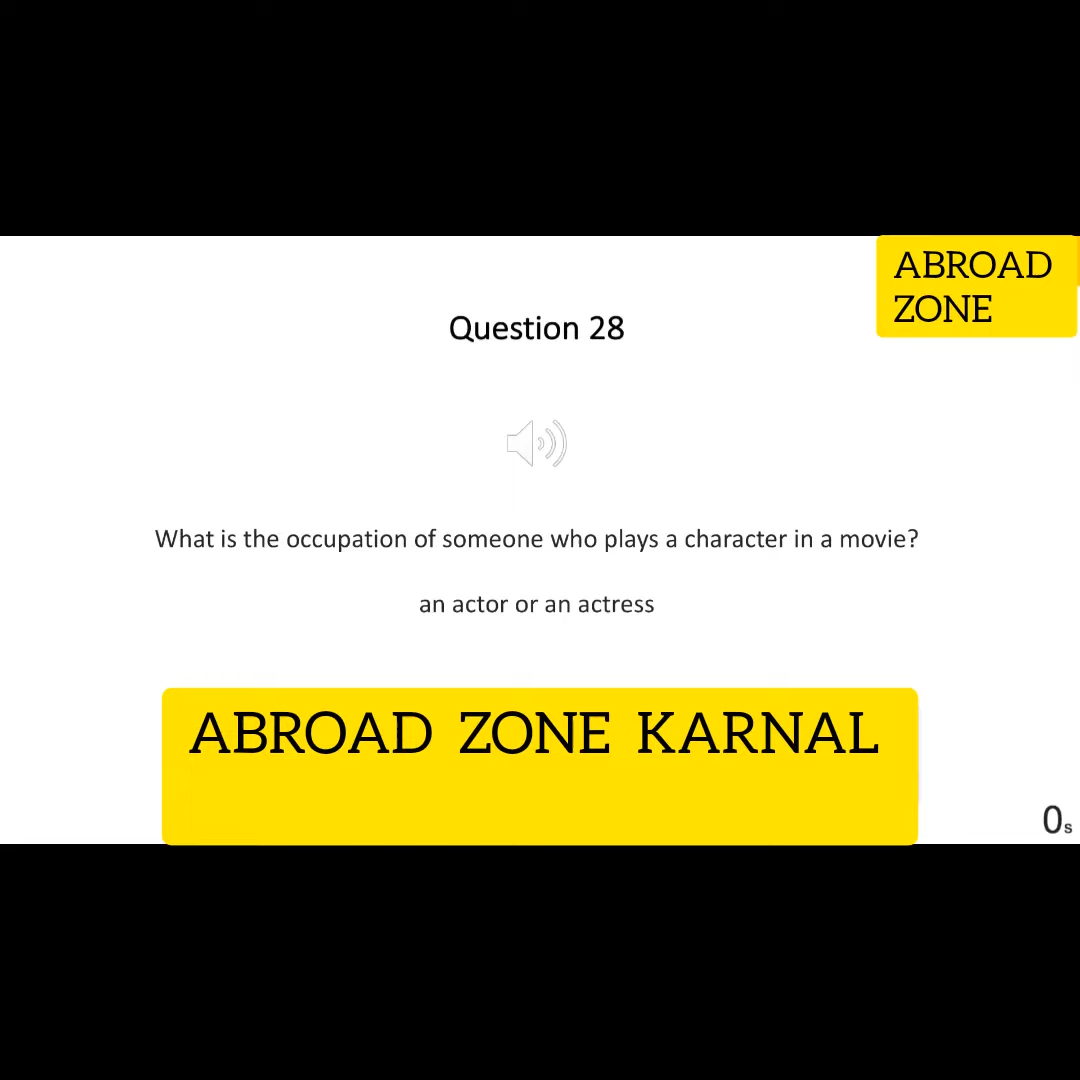 ABROAD
ZONE
Question 28
What is the occupation of someone who plays a character in a movie?
an actor or an actress
ABROAD ZONE KARNAL
0s